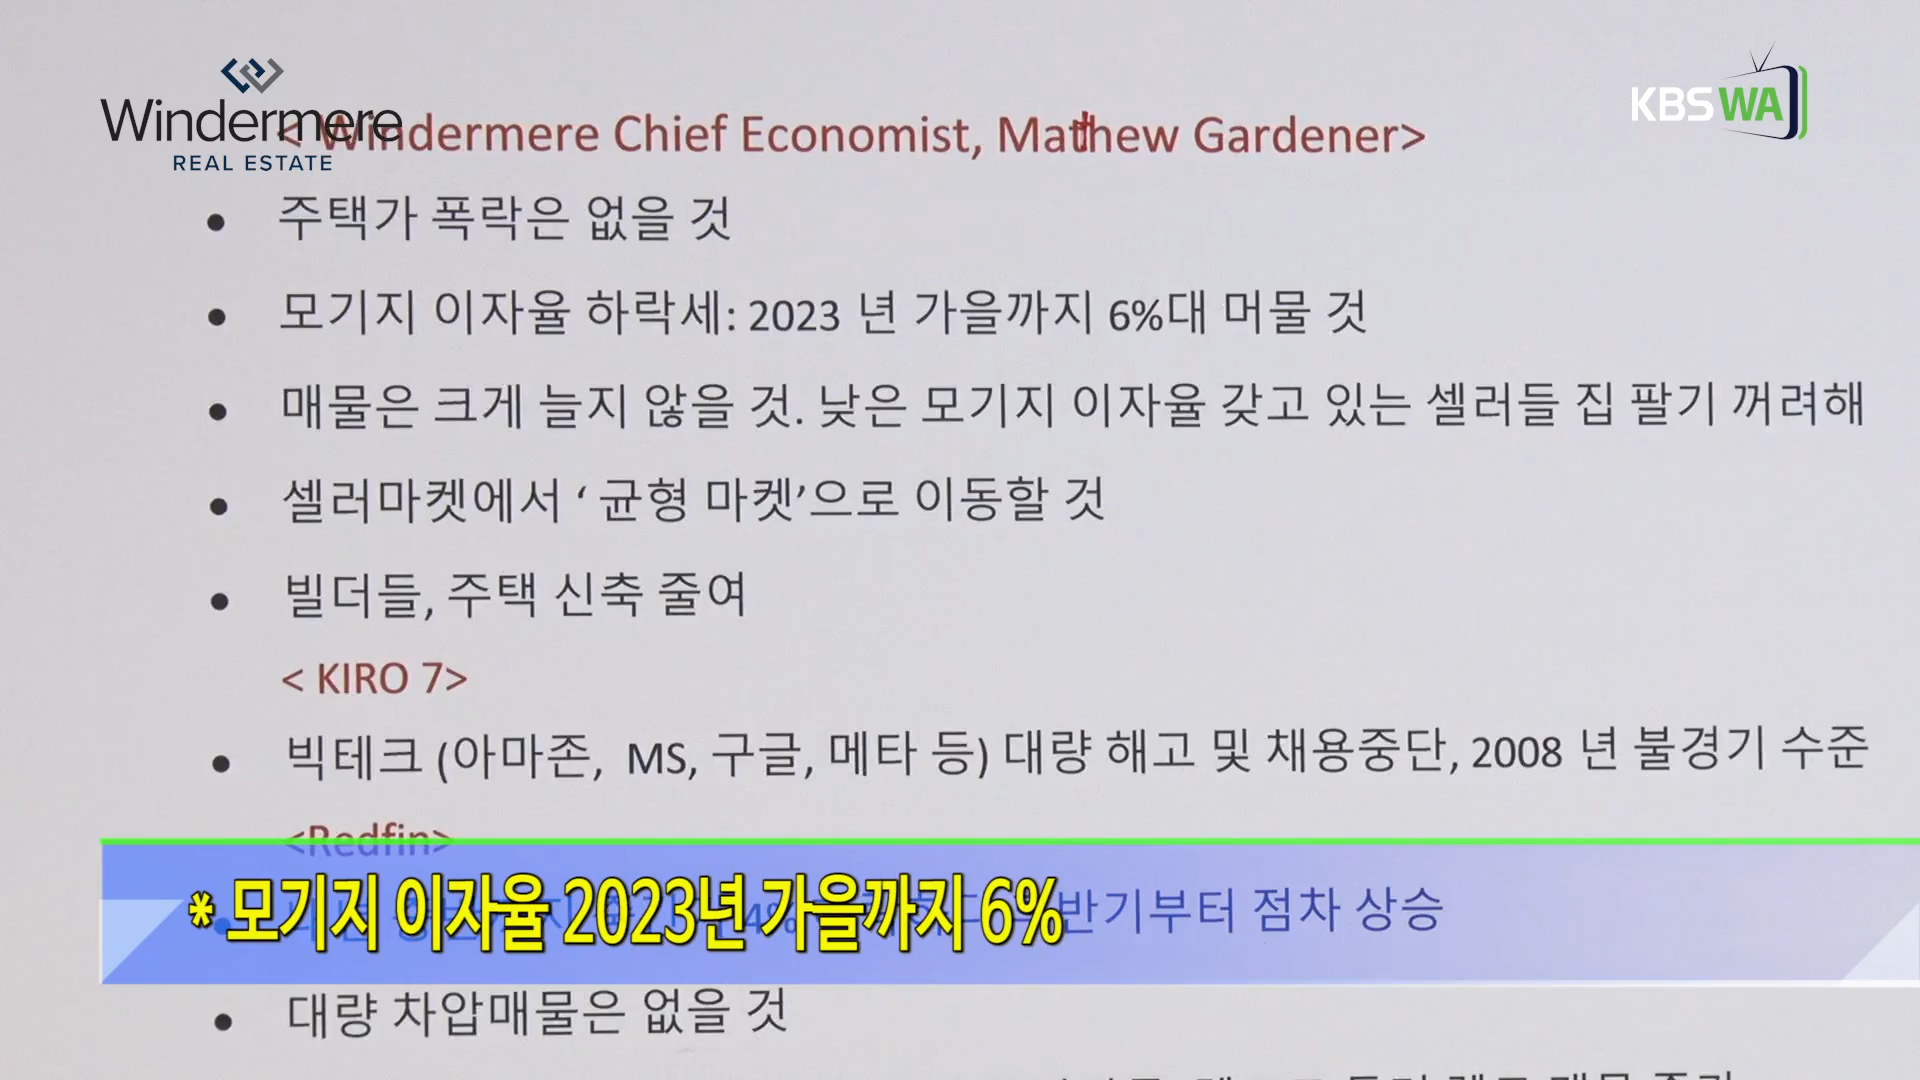 Windermere
REAL ESTATE
KBS WA
< Windermere Chief Economist, Matthew Gardener>
• 주택가 폭락은 없을 것
• 모기지 이자율 하락세: 2023 년 가을까지 6%대 머물 것
• 매물은 크게 늘지 않을 것. 낮은 모기지 이자율 갖고 있는 셀러들 집 팔기 꺼려해
• 셀러마켓에서 ‘ 균형 마켓’으로 이동할 것
• 빌더들, 주택 신축 줄여
< KIRO 7>
• 빅테크 (아마존, MS, 구글, 메타 등) 대량 해고 및 채용중단, 2008 년 불경기 수준
<Redfin>
* 모기지 이자율 2023년 가을까지 6%
4% 반기부터 점차 상승
• 대량 차압매물은 없을 것